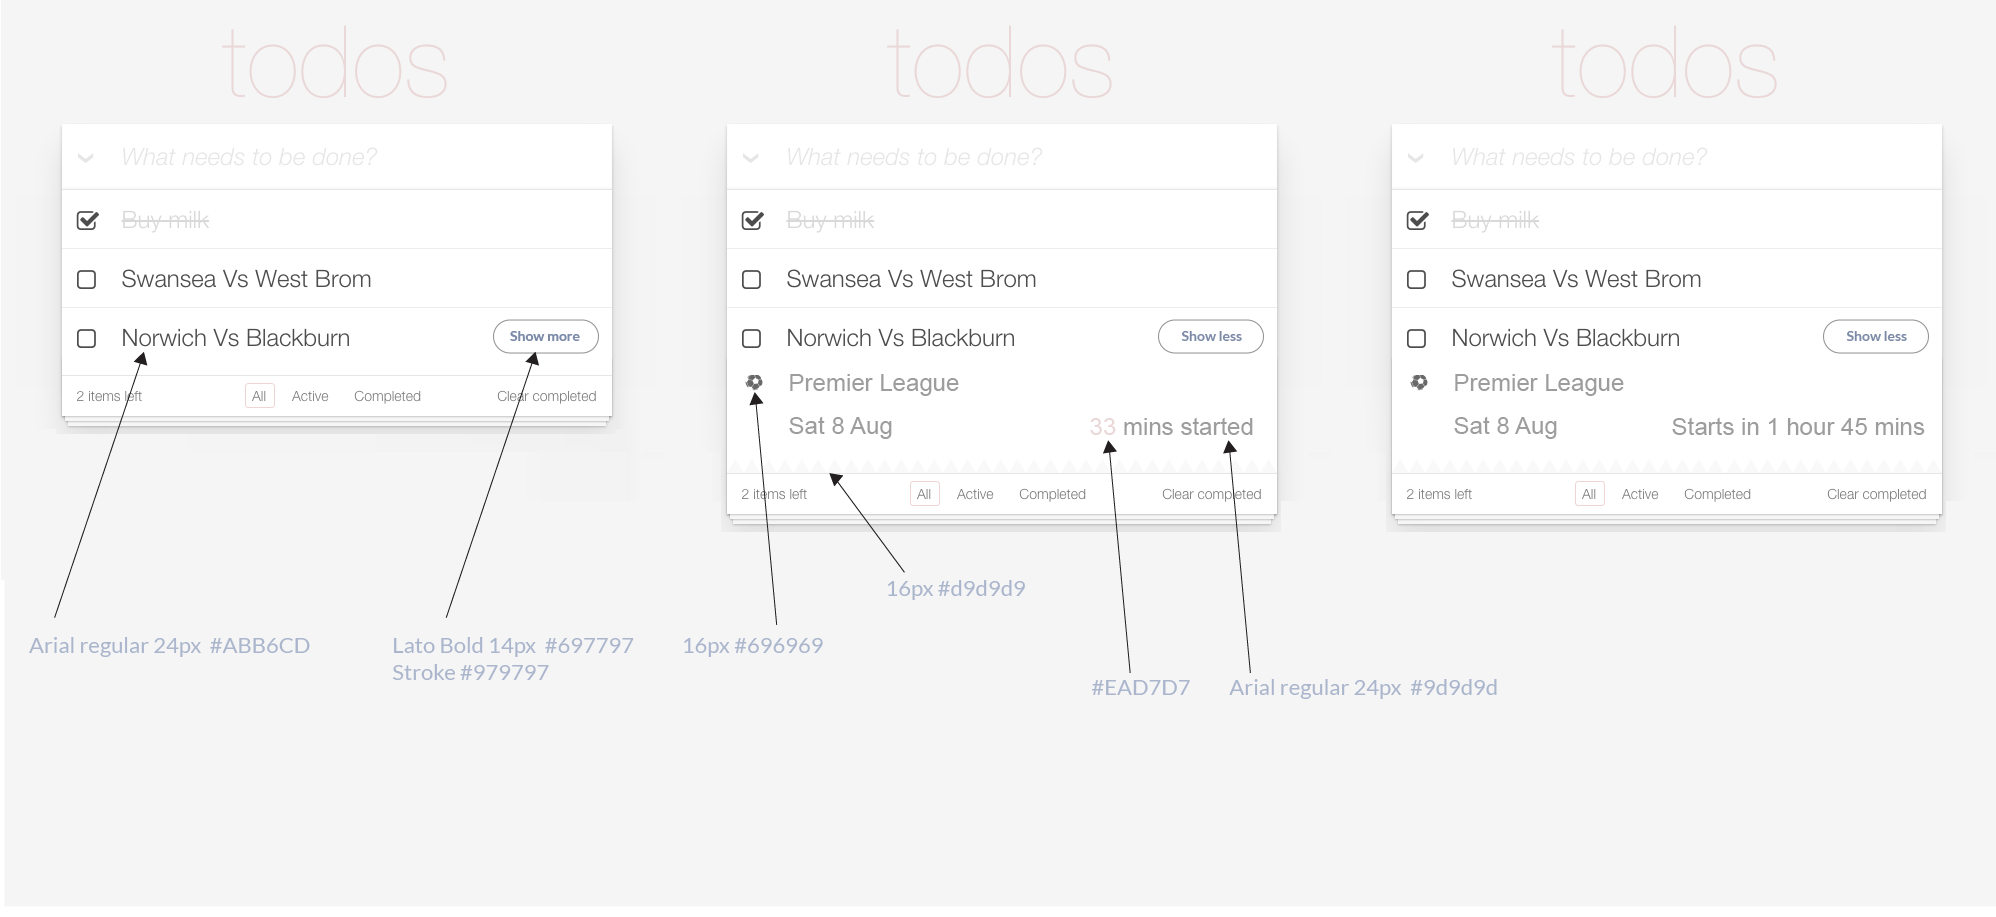 todos
What needs to be done?
Buy milk
Swansea Vs West Brom
Norwich Vs Blackburn
Show more
2 items left
All
Active
Completed
Clear completed
todos
What needs to be done?
Buy milk
Swansea Vs West Brom
Norwich Vs Blackburn
Show less
Premier League
Sat 8 Aug
33 mins started
2 items left
All
Active
Completed
Clear completed
todos
What needs to be done?
Buy milk
Swansea Vs West Brom
Norwich Vs Blackburn
Show less
Premier League
Sat 8 Aug
Starts in 1 hour 45 mins
2 items left
All
Active
Completed
Clear completed
Arial regular 24px #ABB6CD
Lato Bold 14px #697797
Stroke #979797
16px #696969
16px #d9d9d9
#EAD7D7
Arial regular 24px #9d9d9d